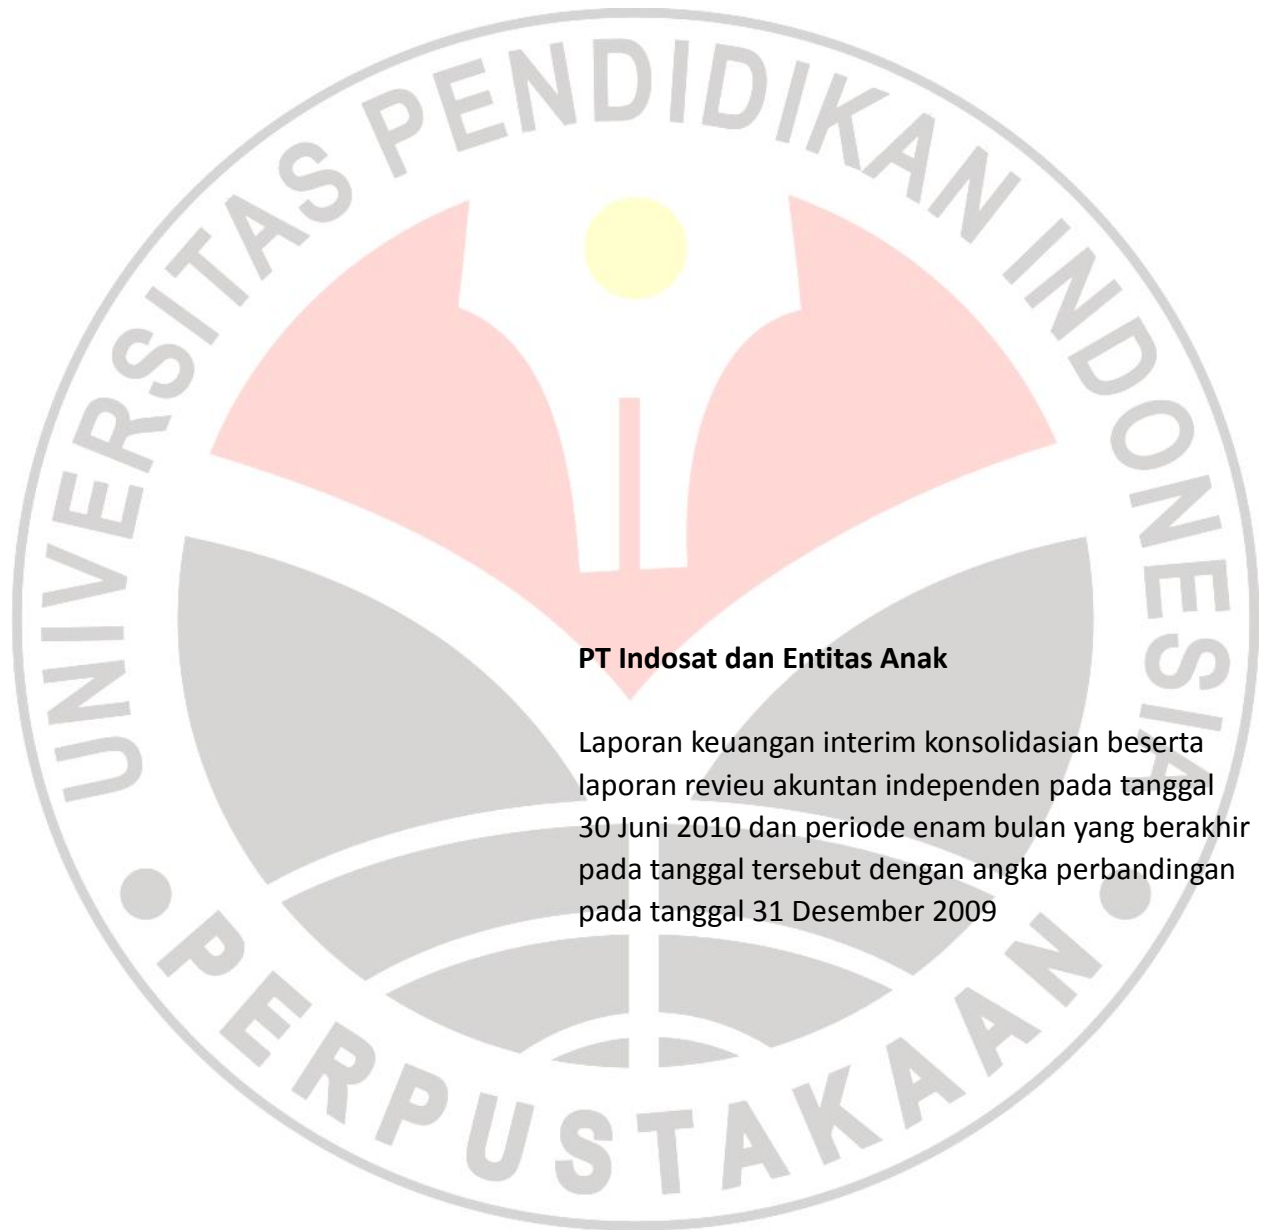 UNIVERSITAS PENDIDIKAN INDONESIA
PT Indosat dan Entitas Anak
Laporan keuangan interim konsolidasian beserta
laporan revieu akuntan independen pada tanggal
30 Juni 2010 dan periode enam bulan yang berakhir
pada tanggal tersebut dengan angka perbandingan
pada tanggal 31 Desember 2009
PERPUSTAKAAN